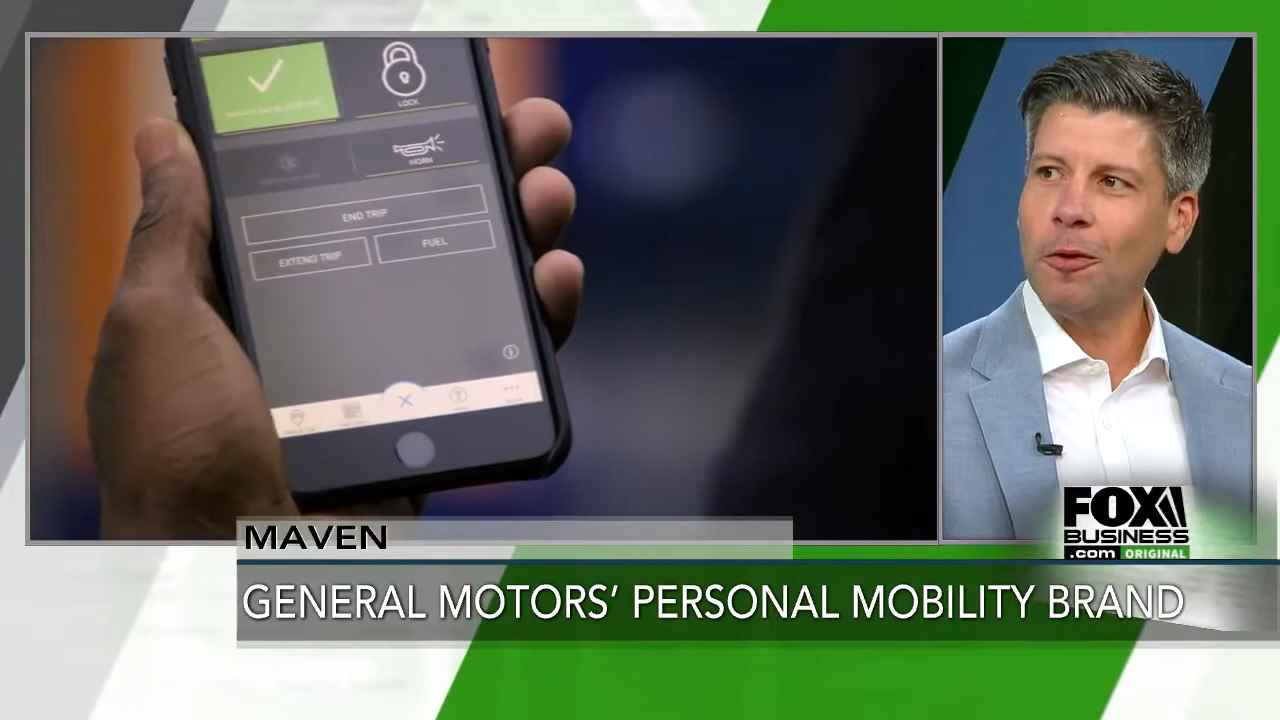 LOCK
HORN
END TRIP
EXTEND TRIP
FUEL
MAVEN
GENERAL MOTORS' PERSONAL MOBILITY BRAND
FOX
BUSINESS
.com ORIGINAL